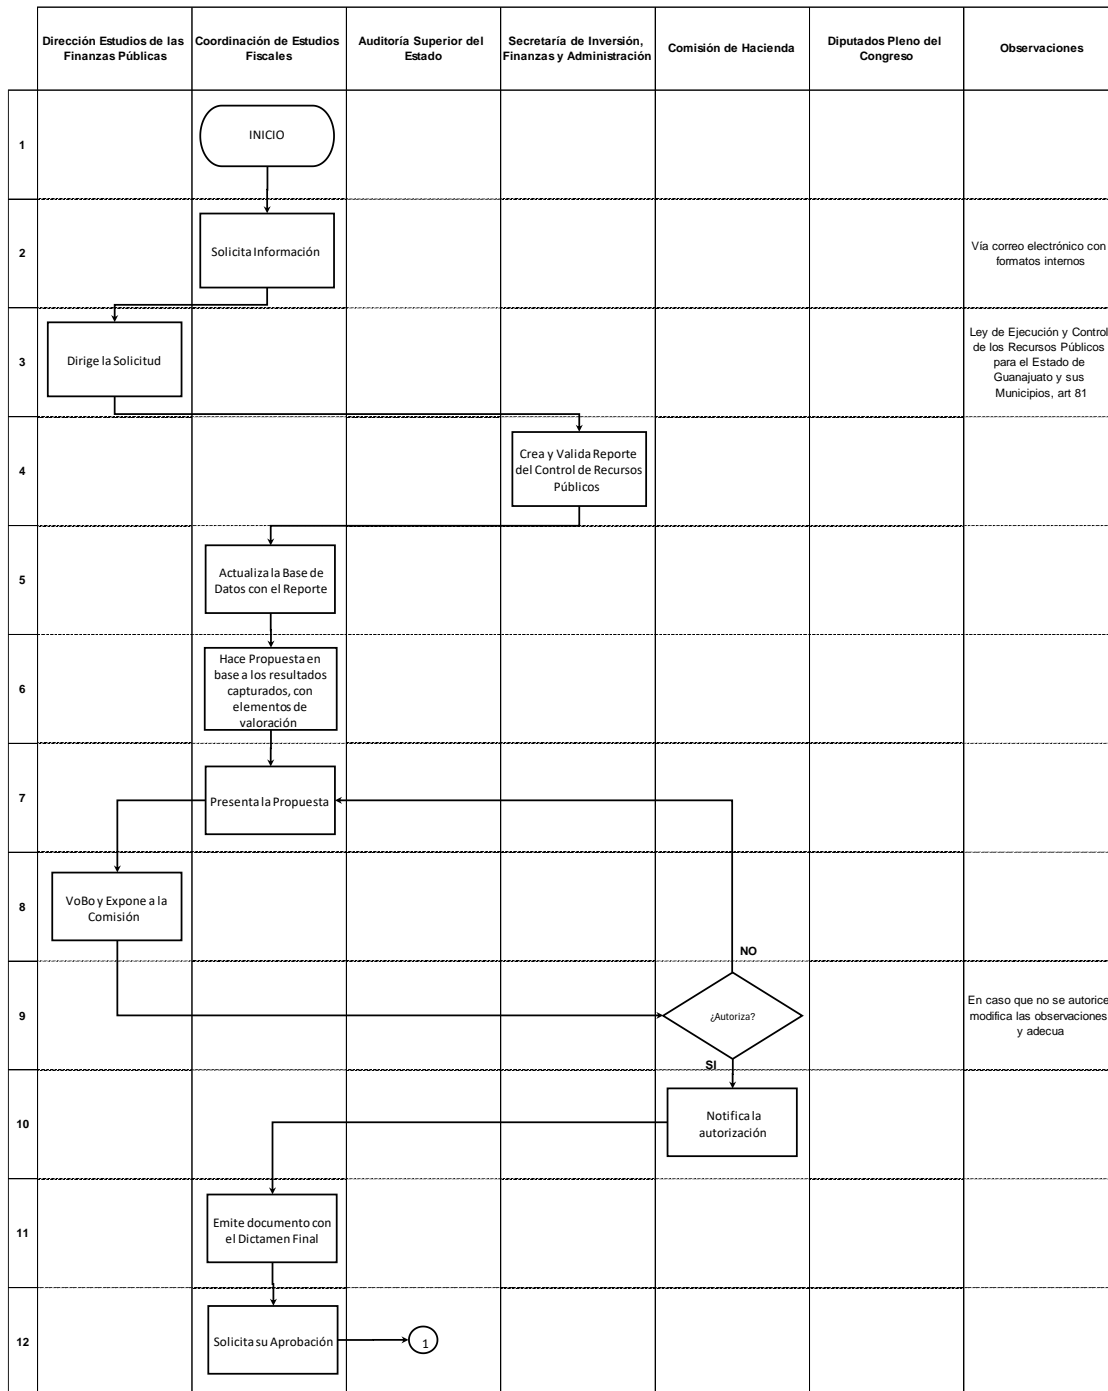 Dirección Estudios de las
Finanzas Públicas
Coordinación de Estudios
Fiscales
Auditoría Superior del
Estado
Secretaría de Inversión,
Finanzas y Administración
Comisión de Hacienda
Diputados Pleno del
Congreso
Observaciones
1
INICIO
2
Solicita Información
Vía correo electrónico con
formatos internos
3
Dirige la Solicitud
Ley de Ejecución y Control
de los Recursos Públicos
para el Estado de
Guanajuato y sus
Municipios, art 81
4
Crea y Valida Reporte
del Control de Recursos
Públicos
5
Actualiza la Base de
Datos con el Reporte
6
Hace Propuesta en
base a los resultados
capturados, con
elementos de
valoración
7
Presenta la Propuesta
8
VoBo y Expone a la
Comisión
NO
9
¿Autoriza?
En caso que no se autorice
modifica las observaciones
y adecua
SI
10
Notifica la
autorización
11
Emite documento con
el Dictamen Final
12
Solicita su Aprobación
1